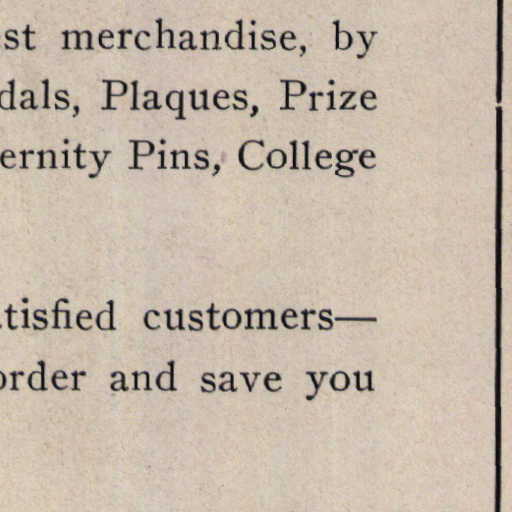 st merchandise, by
dals, Plaques, Prize
ernity Pins, College
tisfied customers—
order and save you